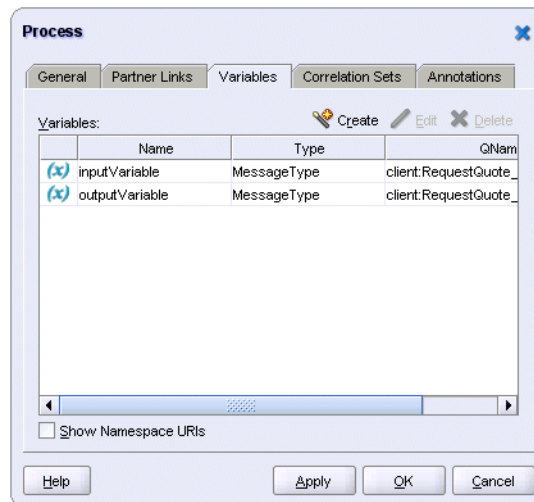 Process
General Partner Links Variables Correlation Sets Annotations
Variables: Create Edit Delete
Name Type QNam
(x) inputVariable MessageType client:RequestQuote_
(x) outputVariable MessageType client:RequestQuote_
Show Namespace URIs
Help Apply OK Cancel